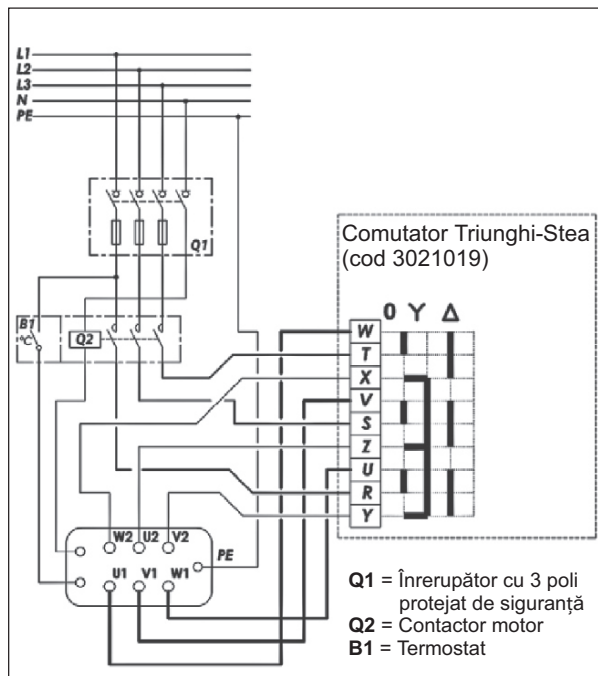 L1
L2
L3
N
PE
Q1
B1
°C
Q2
Comutator Triunghi-Stea
(cod 3021019)
0 Y Δ
W
T
X
V
S
Z
U
R
Y
W2 U2 V2
PE
U1 V1 W1
Q1 = Înrerupător cu 3 poli
protejat de siguranță
Q2 = Contactor motor
B1 = Termostat